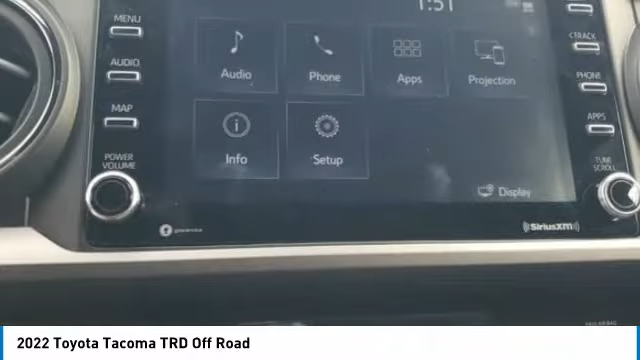 1:51
MENU
AUDIO
MAP
POWER
VOLUME
Audio
Phone
Apps
Projection
Info
Setup
Display
TRACK
PHONE
APPS
TUNE
SCROLL
SiriusXM
2022 Toyota Tacoma TRD Off Road